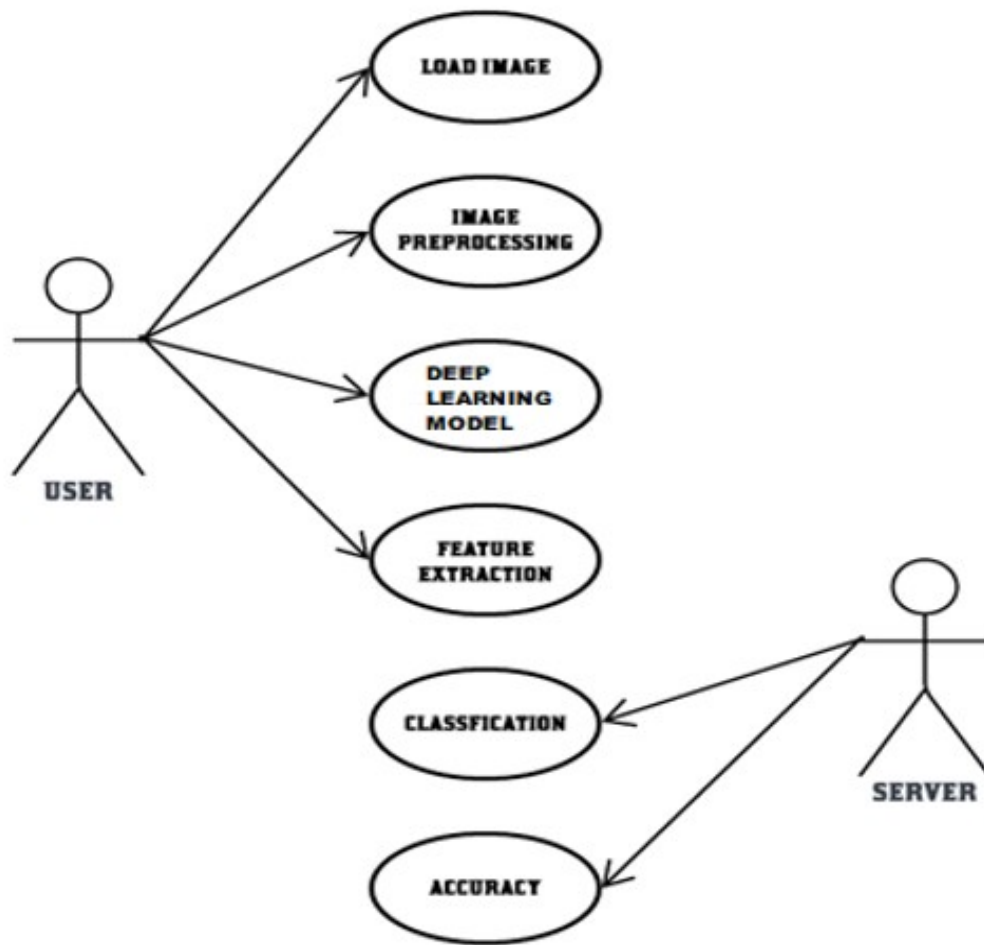 LOAD IMAGE
IMAGE
PREPROCESSING
DEEP
LEARNING
MODEL
USER
FEATURE
EXTRACTION
CLASSFICATION
SERVER
ACCURACY